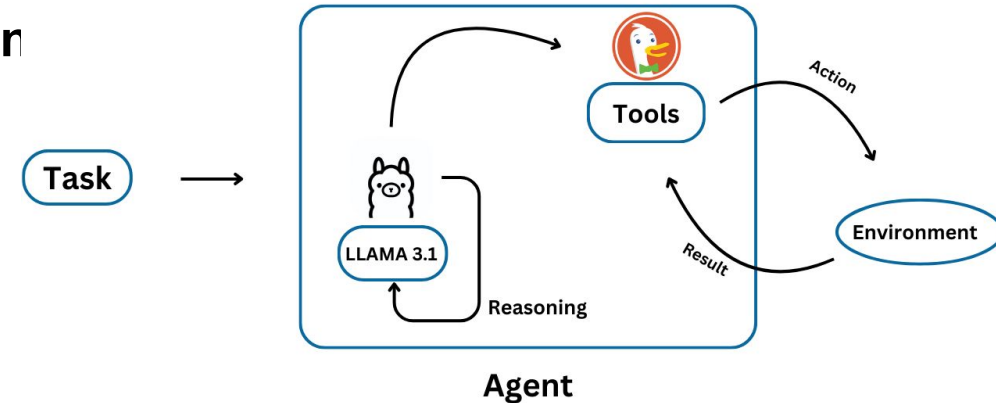 n
Task
LLAMA 3.1
Reasoning
Tools
Action
Environment
Result
Agent